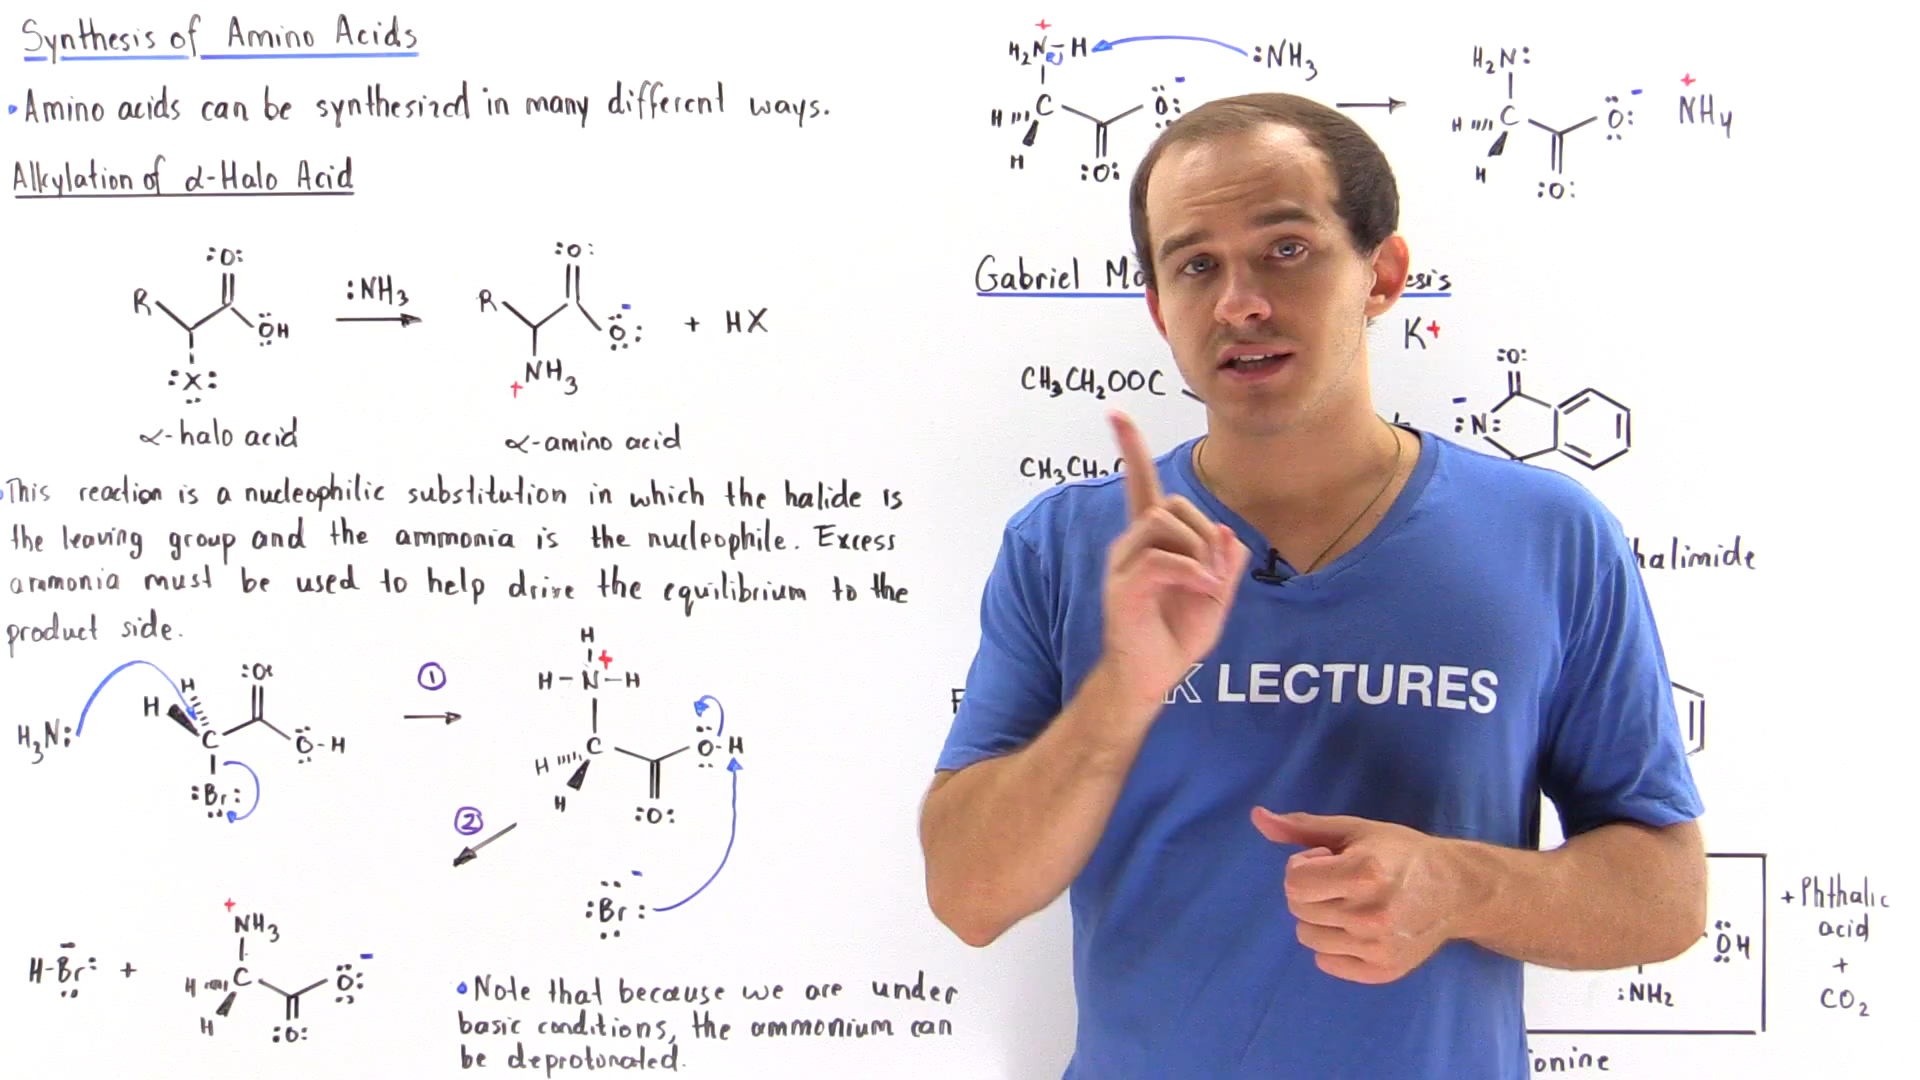 Synthesis of Amino Acids
• Amino acids can be synthesized in many different ways.
Alkylation of α-Halo Acid
:O:
R
OH
:X:
α-halo acid
:NH3
:O:
R
O:
-
+NH3
α-amino acid
+ HX
• This reaction is a nucleophilic substitution in which the halide is
the leaving group and the ammonia is the nucleophile. Excess
ammonia must be used to help drive the equilibrium to the
product side.
H3N:
H
H
C
:O:
O-H
:Br:
1
H
H-N-H
+
H
C
H
O-H
:O:
2
:Br:
-
H-Br: +
+
NH3
H
C
H
O:
-
:O:
• Note that because we are under
basic conditions, the ammonium can
be deprotonated.
+
H2N-H
:NH3
H
C
H
O:
-
:O:
H2N:
H
C
H
O:
-
:O:
+
NH4
Gabriel
esis
K+
CH3CH2OOC
CH3CH2
:O:
-
:N:
halimide
LECTURES
OH
:NH2
+ Phthalic
acid
+
CO2
ionine